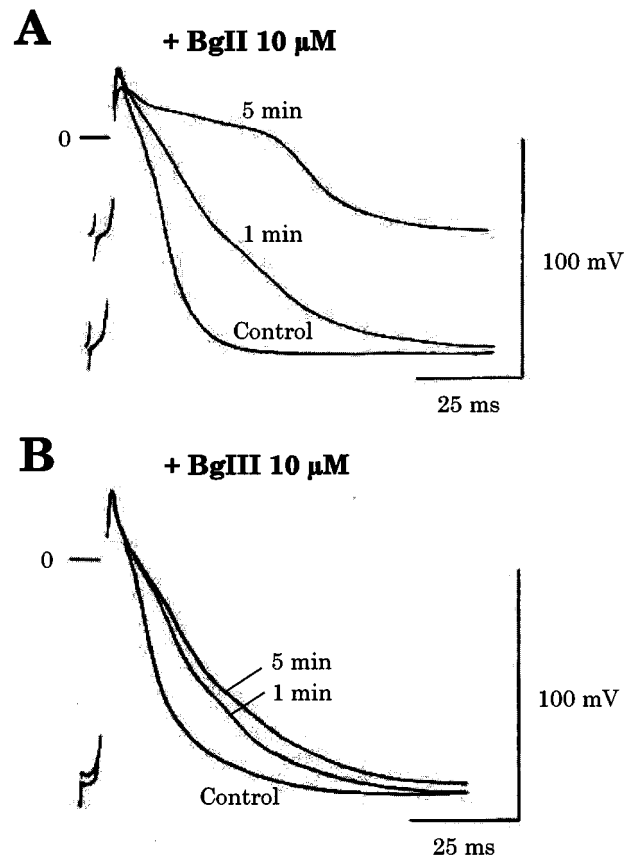 A
+ BgII 10 µM
5 min
0
1 min
100 mV
Control
25 ms
B
+ BgIII 10 µM
0
5 min
1 min
100 mV
Control
25 ms